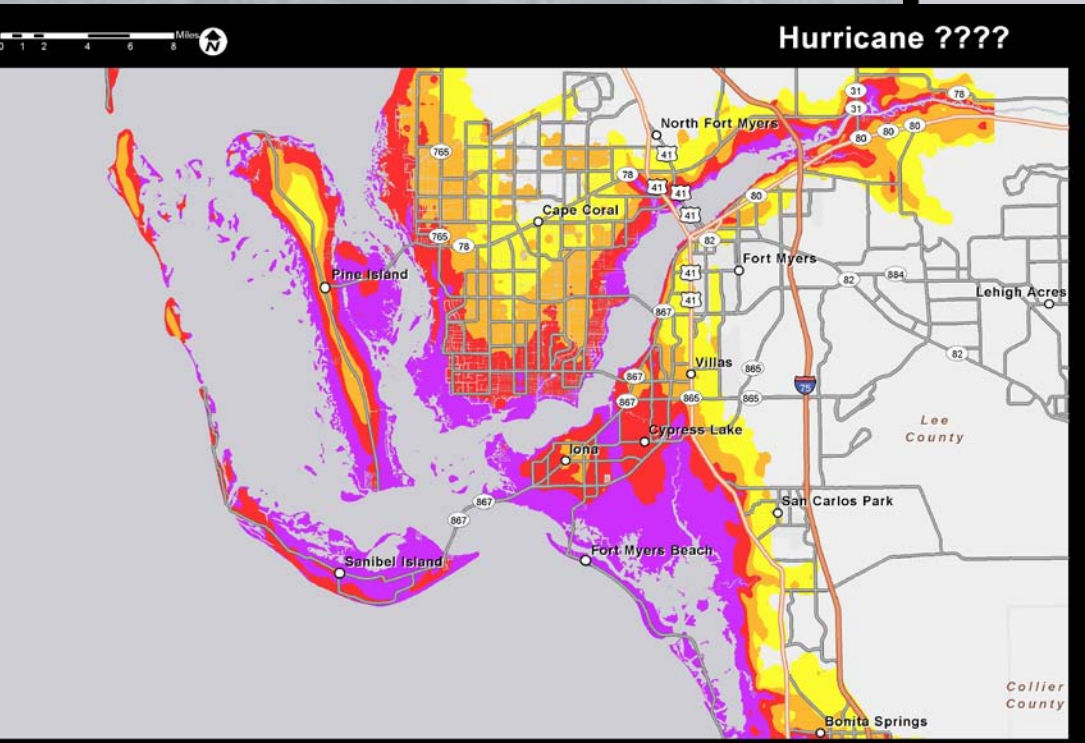 Miles
0 1 2 4 6 8
N
Hurricane ????
31
78
31
North Fort Myers
80
80
80
765
41
78
41
41
80
Cape Coral
41
765
78
82
Pine Island
41
Fort Myers
82
884
Lehigh Acres
41
867
82
Villas
865
867
75
867
865
865
Lee
County
Cypress Lake
Iona
867
San Carlos Park
867
Fort Myers Beach
Sanibel Island
Collier
County
Bonita Springs